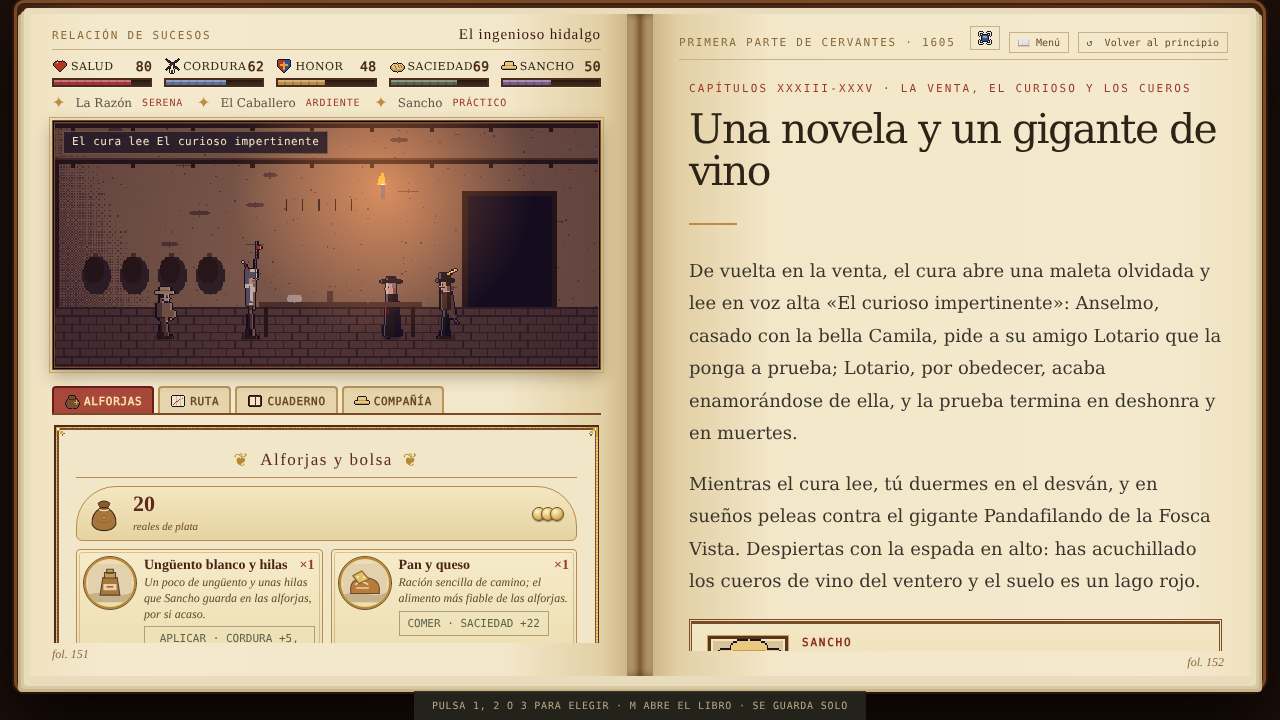 RELACIÓN DE SUCESOS
El ingenioso hidalgo
SALUD 80 CORDURA 62 HONOR 48 SACIEDAD 69 SANCHO 50
La Razón SERENA El Caballero ARDIENTE Sancho PRÁCTICO
El cura lee El curioso impertinente
ALFORJAS RUTA CUADERNO COMPAÑÍA
Alforjas y bolsa
20
reales de plata
Ungüento blanco y hilas ×1
Un poco de ungüento y unas hilas
que Sancho guarda en las alforjas,
por si acaso.
APLICAR · CORDURA +5,
Pan y queso ×1
Ración sencilla de camino; el
alimento más fiable de las alforjas.
COMER · SACIEDAD +22
fol. 151
PRIMERA PARTE DE CERVANTES · 1605
Menú
↺ Volver al principio
CAPÍTULOS XXXIII-XXXV · LA VENTA, EL CURIOSO Y LOS CUEROS
Una novela y un gigante de
vino
De vuelta en la venta, el cura abre una maleta olvidada y
lee en voz alta «El curioso impertinente»: Anselmo,
casado con la bella Camila, pide a su amigo Lotario que la
ponga a prueba; Lotario, por obedecer, acaba
enamorándose de ella, y la prueba termina en deshonra y
en muertes.
Mientras el cura lee, tú duermes en el desván, y en
sueños peleas contra el gigante Pandafilando de la Fosca
Vista. Despiertas con la espada en alto: has acuchillado
los cueros de vino del ventero y el suelo es un lago rojo.
SANCHO
fol. 152
PULSA 1, 2 O 3 PARA ELEGIR · M ABRE EL LIBRO · SE GUARDA SOLO